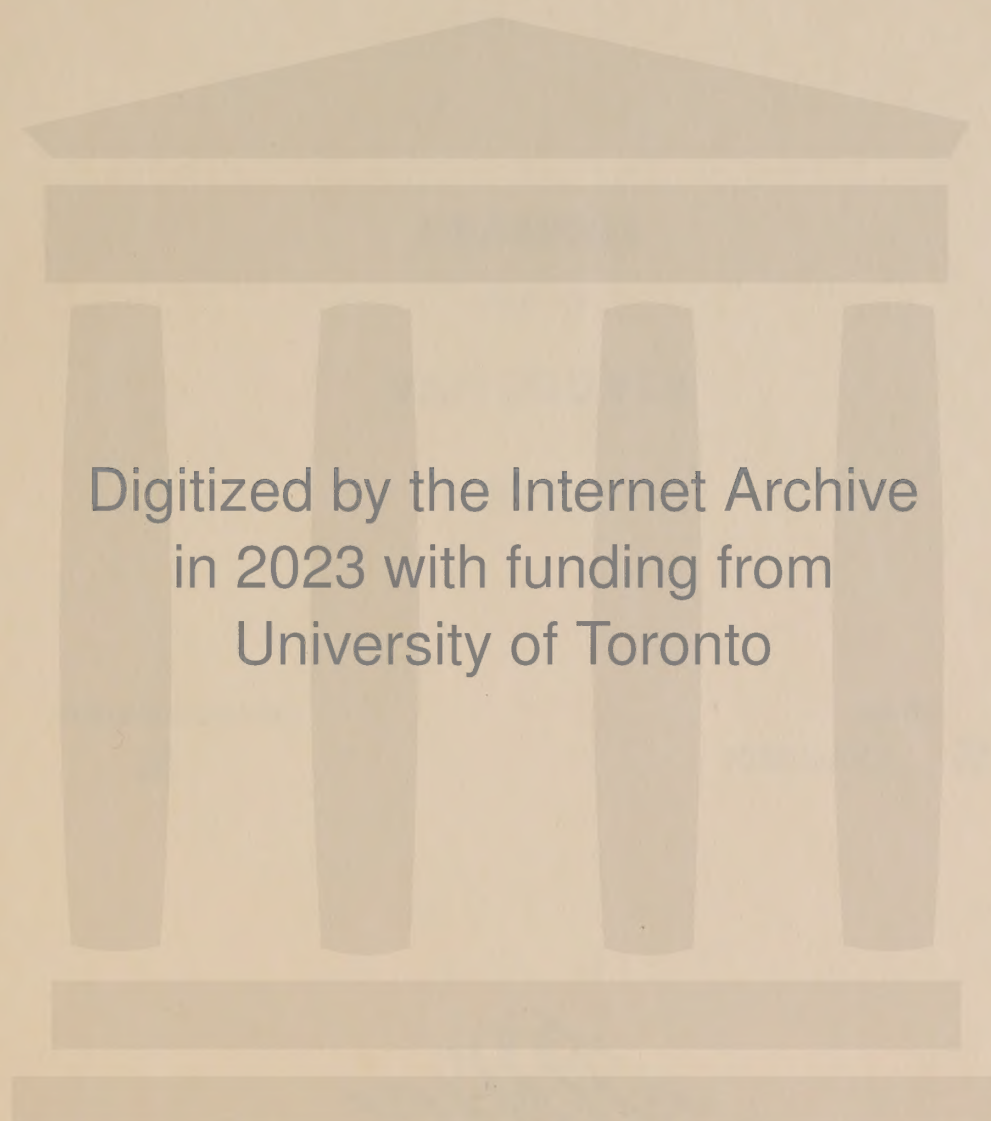 Digitized by the Internet Archive
in 2023 with funding from
University of Toronto